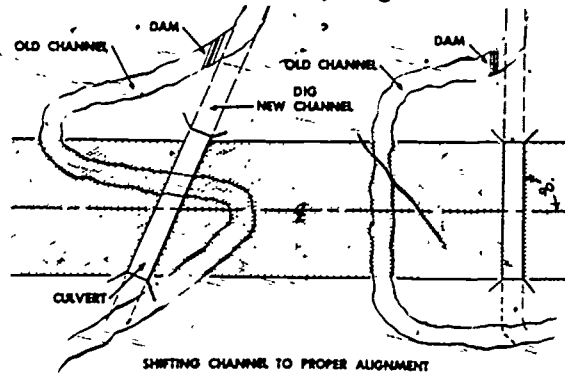 DAM
OLD CHANNEL
DAM
OLD CHANNEL
DIG
NEW CHANNEL
CULVERT
SHIFTING CHANNEL TO PROPER ALIGNMENT